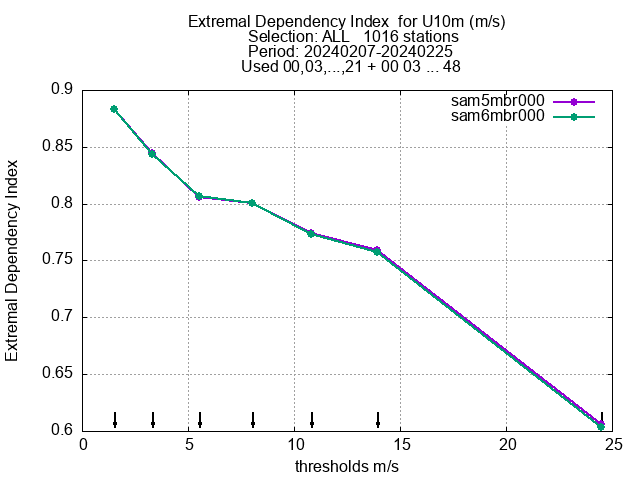 Extremal Dependency Index  for U10m (m/s)
Selection: ALL   1016 stations
Period: 20240207-20240225
Used 00,03,...,21 + 00 03 ... 48
sam5mbr000
sam6mbr000
0.9
0.85
0.8
0.75
0.7
0.65
0.6
Extremal Dependency Index
0 5 10 15 20 25
thresholds m/s